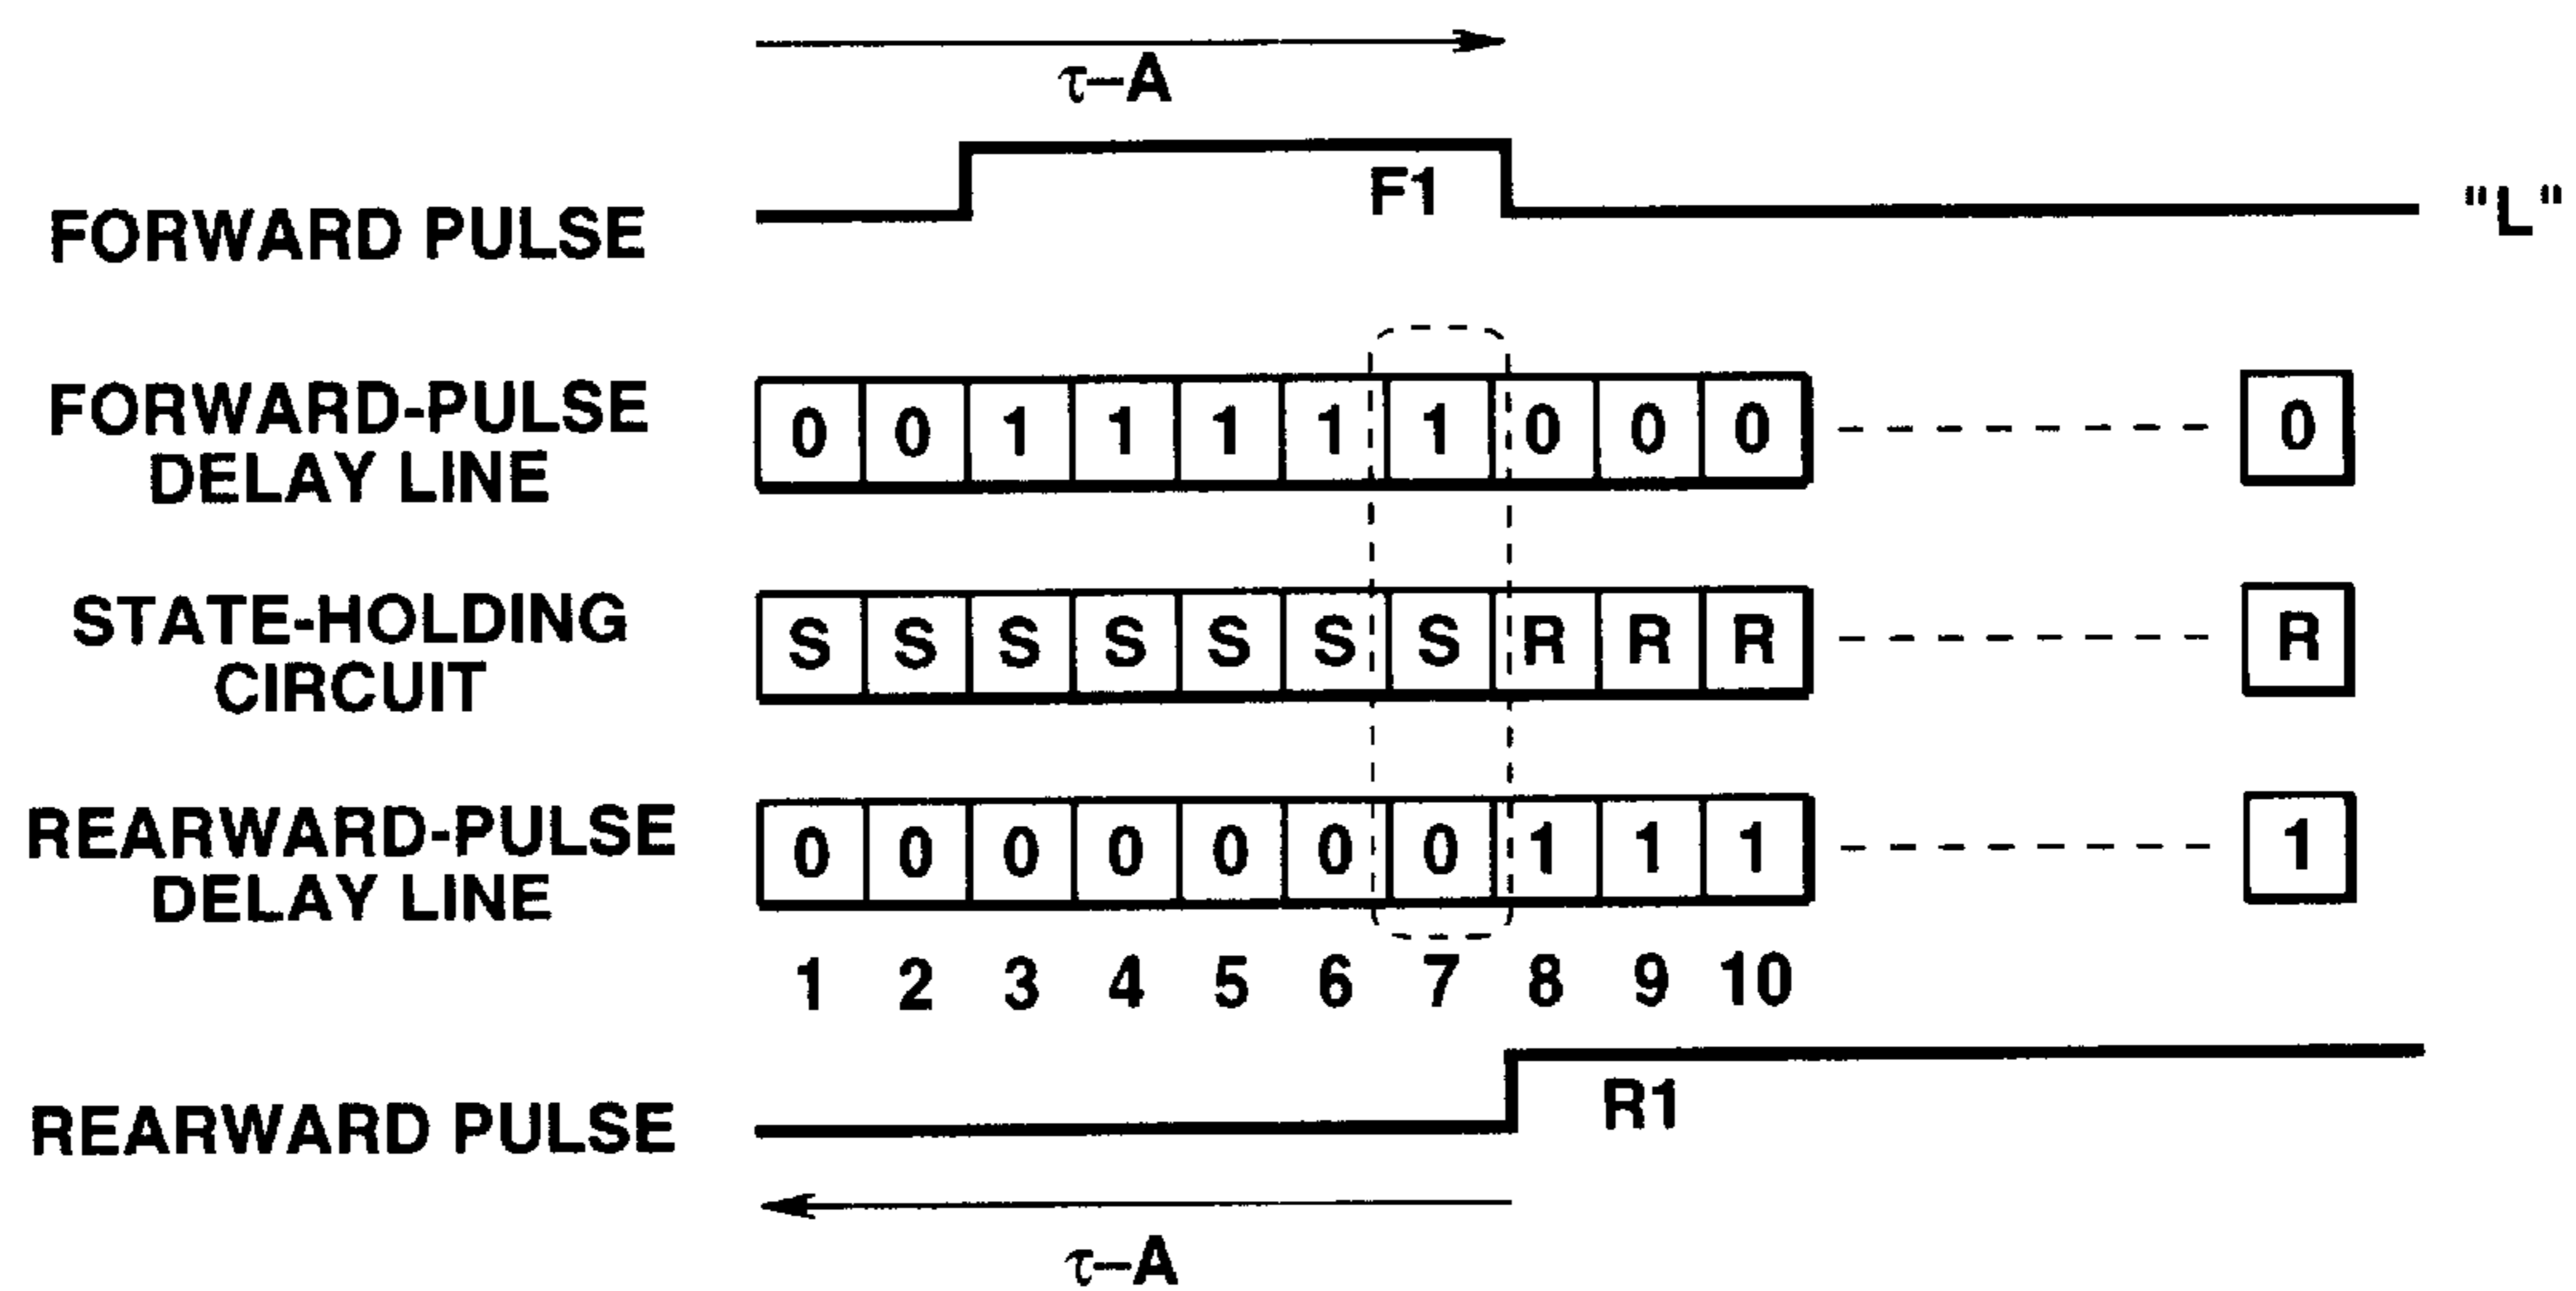 τ–A
FORWARD PULSE F1 "L"
FORWARD-PULSE
DELAY LINE
0 0 1 1 1 1 1 0 0 0 0
STATE-HOLDING
CIRCUIT
S S S S S S S R R R R
REARWARD-PULSE
DELAY LINE
0 0 0 0 0 0 0 1 1 1 1
1 2 3 4 5 6 7 8 9 10
REARWARD PULSE R1
τ–A